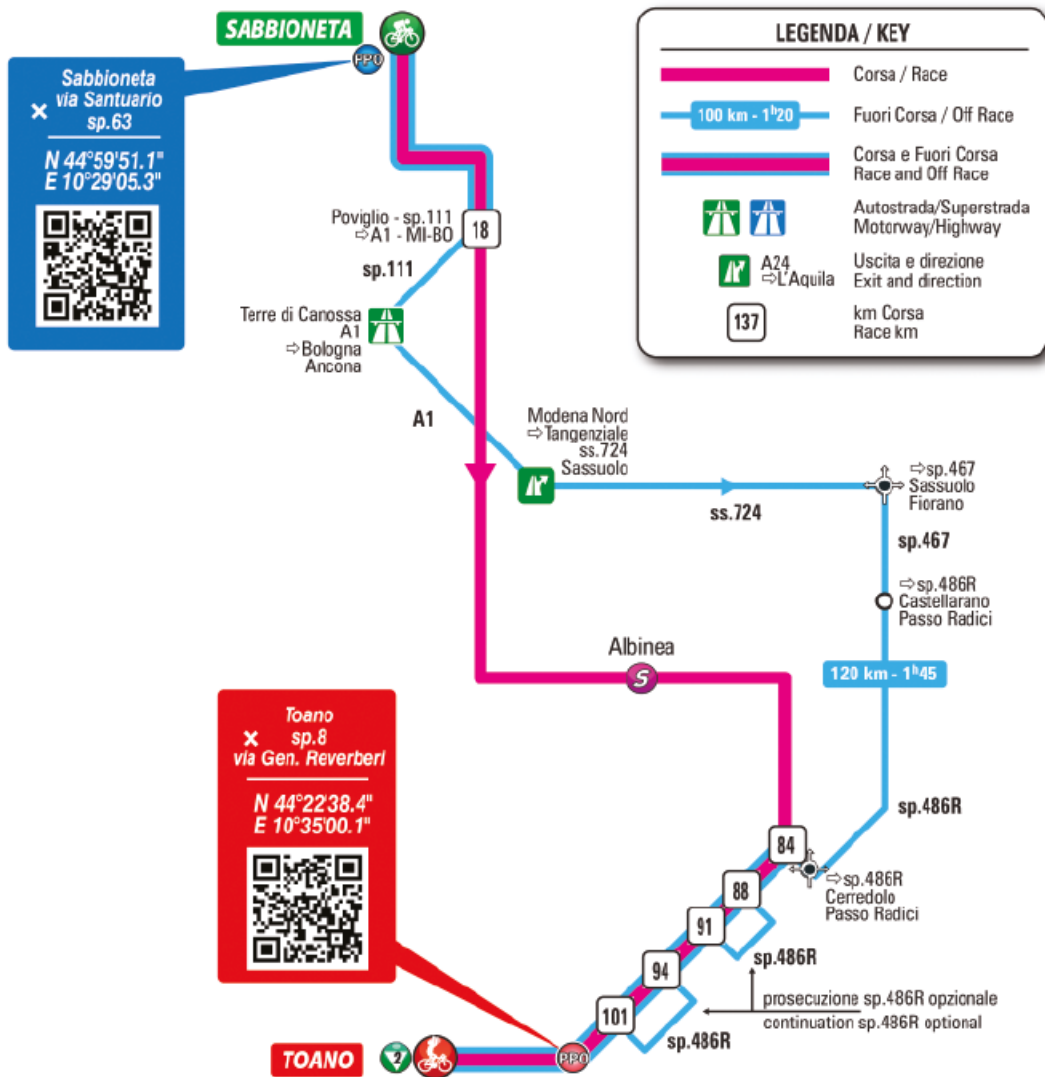 SABBIONETA
PPO
Sabbioneta
via Santuario
sp.63
N 44°59'51.1"
E 10°29'05.3"
LEGENDA / KEY
Corsa / Race
100 km - 1h20
Fuori Corsa / Off Race
Corsa e Fuori Corsa
Race and Off Race
Autostrada/Superstrada
Motorway/Highway
A24
⇨L'Aquila
Uscita e direzione
Exit and direction
137
km Corsa
Race km
Poviglio - sp.111
⇨A1 - MI-BO
18
sp.111
Terre di Canossa
A1
⇨Bologna
Ancona
A1
Modena Nord
⇨Tangenziale
ss.724
Sassuolo
ss.724
⇨sp.467
Sassuolo
Fiorano
sp.467
⇨sp.486R
Castellarano
Passo Radici
Albinea
S
120 km - 1h45
sp.486R
Toano
sp.8
via Gen. Reverberi
N 44°22'38.4"
E 10°35'00.1"
84
⇨sp.486R
Cerredolo
Passo Radici
88
91
sp.486R
94
prosecuzione sp.486R opzionale
continuation sp.486R optional
101
sp.486R
TOANO
2
PPO